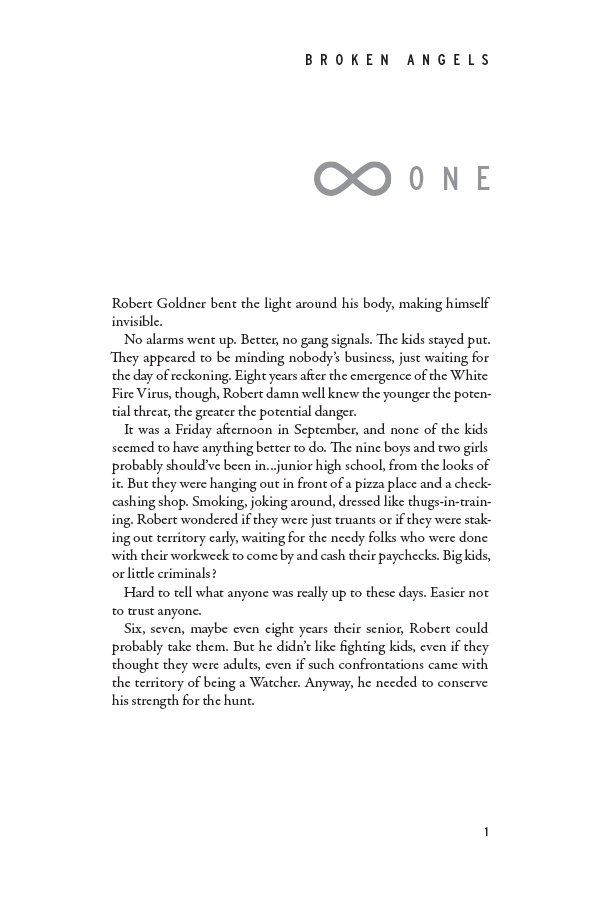 BROKEN ANGELS
ONE
Robert Goldner bent the light around his body, making himself
invisible.
No alarms went up. Better, no gang signals. The kids stayed put.
They appeared to be minding nobody's business, just waiting for
the day of reckoning. Eight years after the emergence of the White
Fire Virus, though, Robert damn well knew the younger the poten-
tial threat, the greater the potential danger.
It was a Friday afternoon in September, and none of the kids
seemed to have anything better to do. The nine boys and two girls
probably should've been in...junior high school, from the looks of
it. But they were hanging out in front of a pizza place and a check-
cashing shop. Smoking, joking around, dressed like thugs-in-train-
ing. Robert wondered if they were just truants or if they were stak-
ing out territory early, waiting for the needy folks who were done
with their workweek to come by and cash their paychecks. Big kids,
or little criminals?
Hard to tell what anyone was really up to these days. Easier not
to trust anyone.
Six, seven, maybe even eight years their senior, Robert could
probably take them. But he didn't like fighting kids, even if they
thought they were adults, even if such confrontations came with
the territory of being a Watcher. Anyway, he needed to conserve
his strength for the hunt.
1